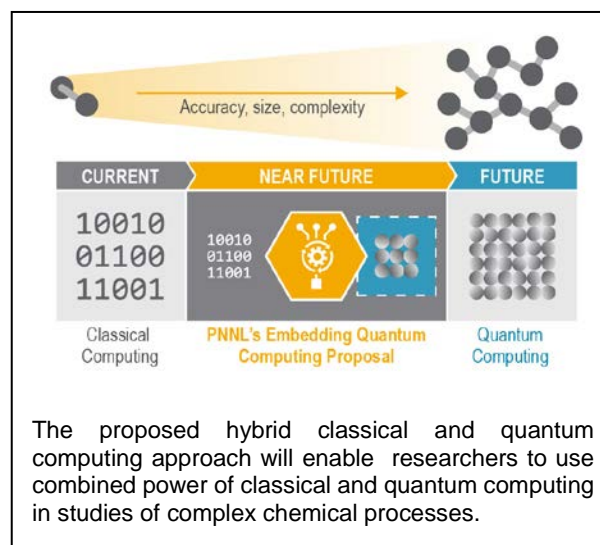 Accuracy, size, complexity
CURRENT
NEAR FUTURE
FUTURE
10010
01100
11001
10010
01100
11001
Classical
Computing
PNNL's Embedding Quantum
Computing Proposal
Quantum
Computing
The proposed hybrid classical and quantum
computing approach will enable researchers to use
combined power of classical and quantum computing
in studies of complex chemical processes.